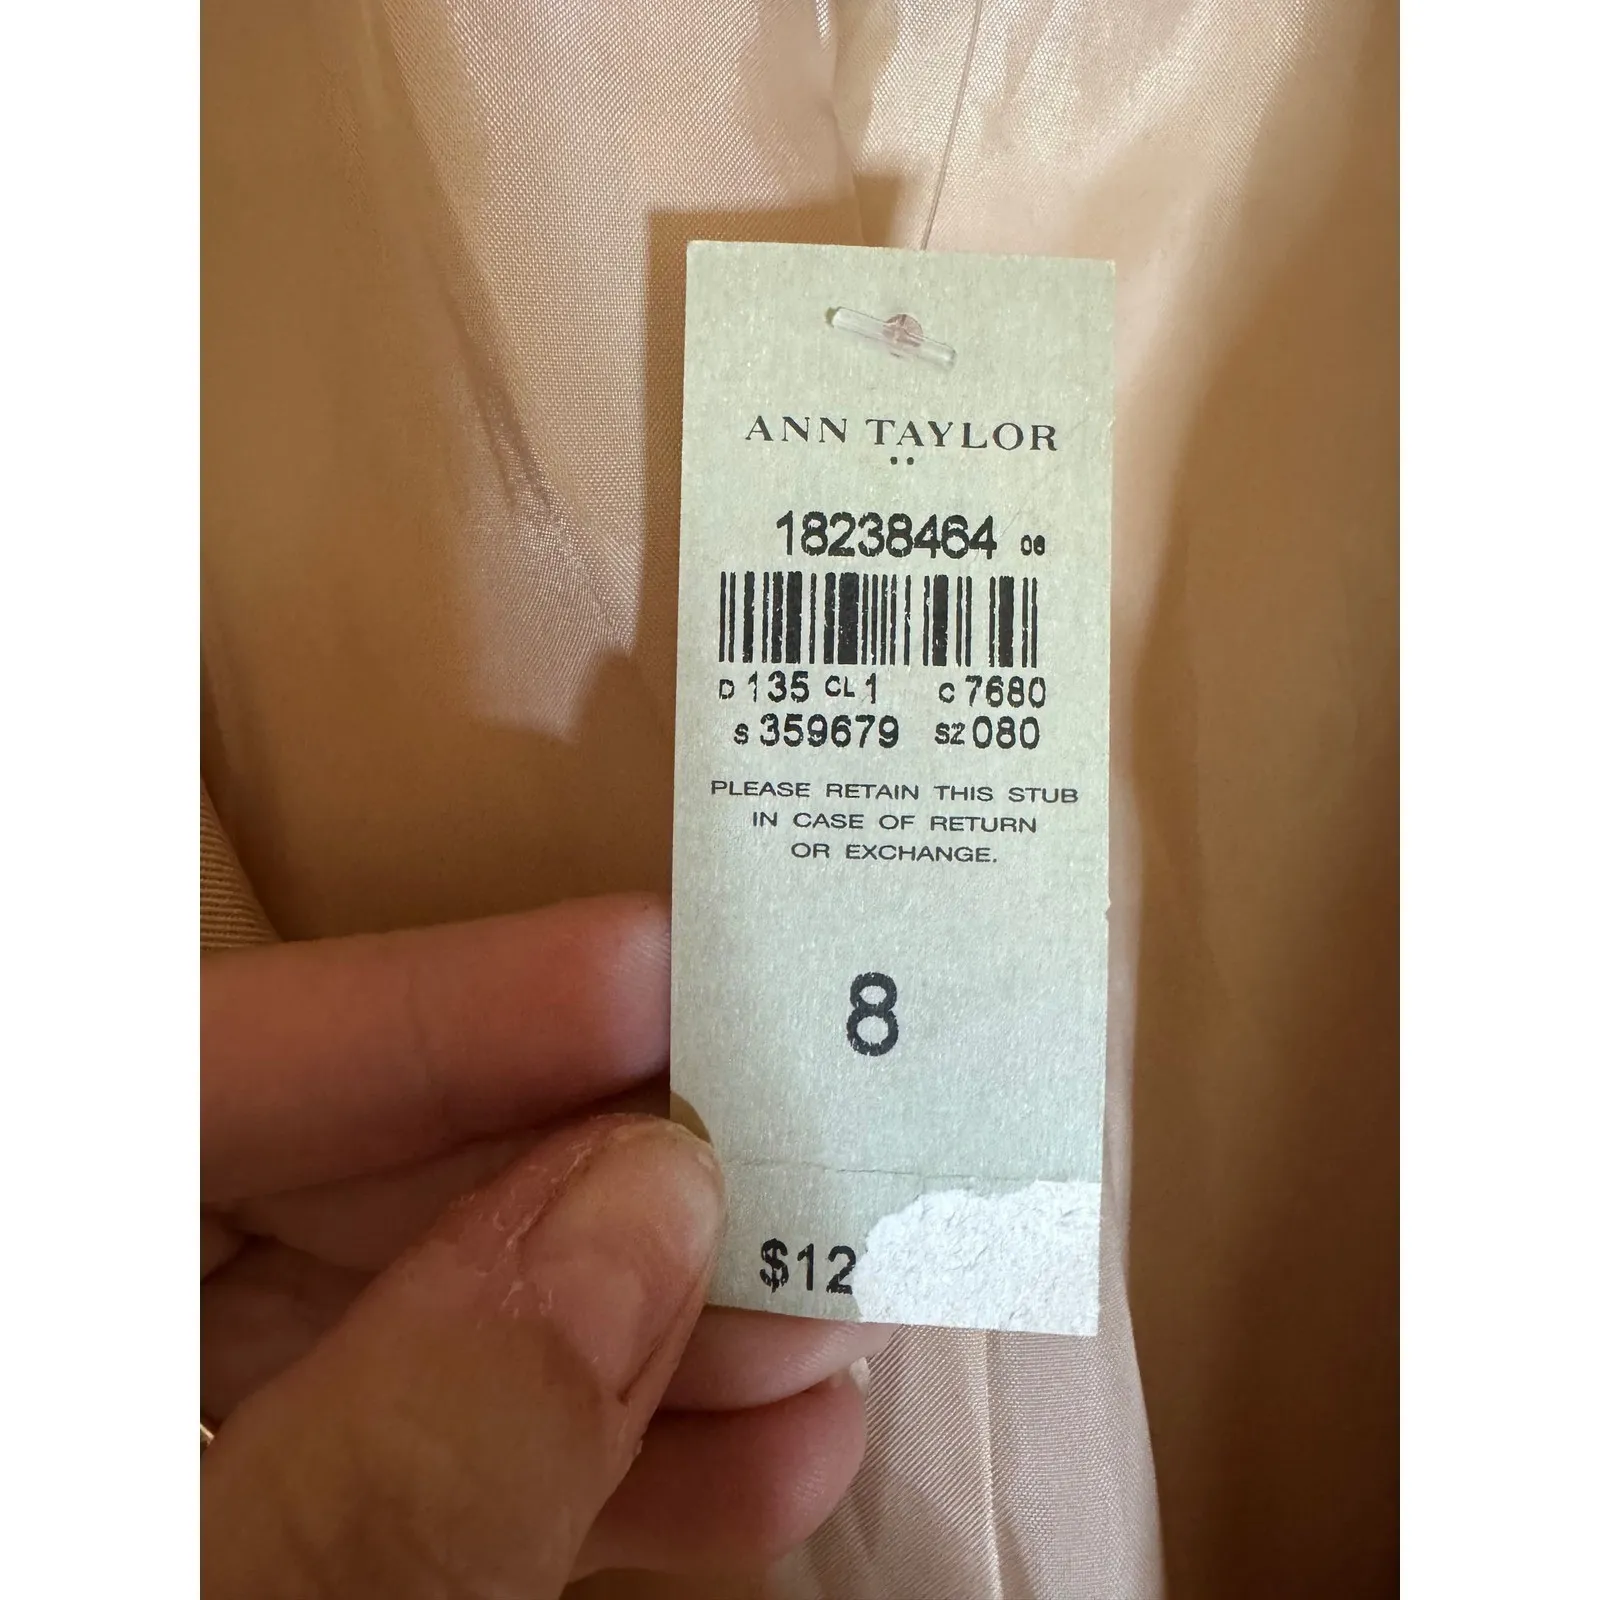 ANN TAYLOR
18238464 06
D 135 CL 1 C 7680
S 359679 SZ 080
PLEASE RETAIN THIS STUB
IN CASE OF RETURN
OR EXCHANGE.
8
$12